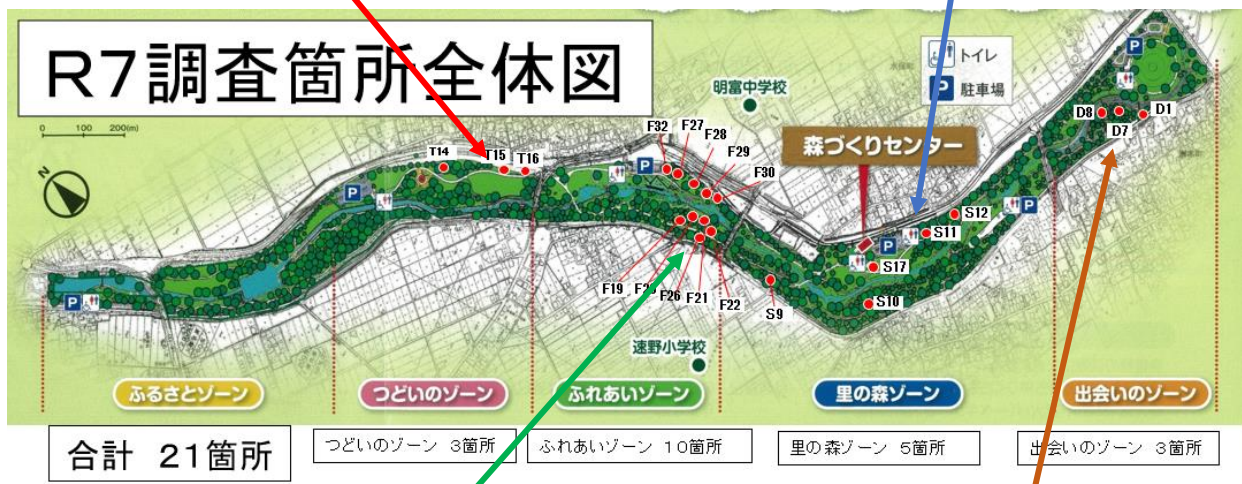 R7調査箇所全体図
トイレ
P 駐車場
0 100 200(m)
N
明富中学校
森づくりセンター
T14
T15
T16
F32
F27
F28
F29
F30
D8
D7
D1
P
P
P
P
P
P
S12
S11
S17
S10
S9
F19
F26
F21
F22
速野小学校
ふるさとゾーン
つどいのゾーン
ふれあいゾーン
里の森ゾーン
出会いのゾーン
合計 21箇所
つどいのゾーン 3箇所
ふれあいゾーン 10箇所
里の森ゾーン 5箇所
出会いのゾーン 3箇所